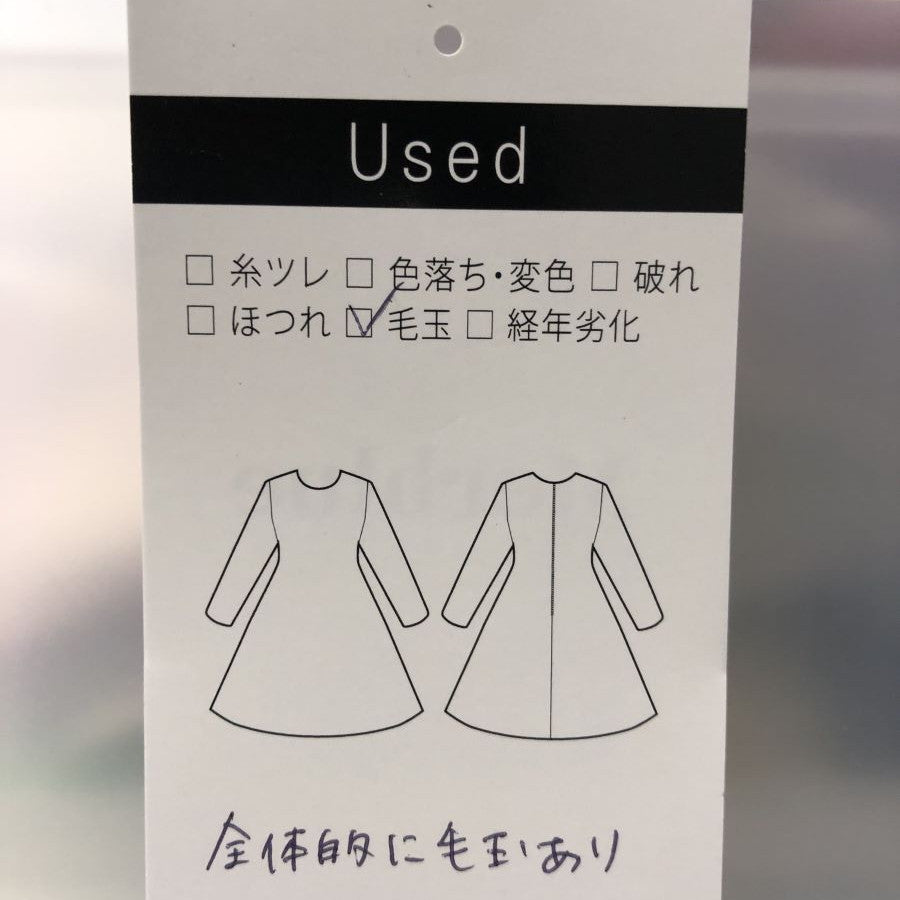 Used
□ 糸ツレ □ 色落ち・変色 □ 破れ
□ ほつれ ☑ 毛玉 □ 経年劣化
全体的に毛玉あり